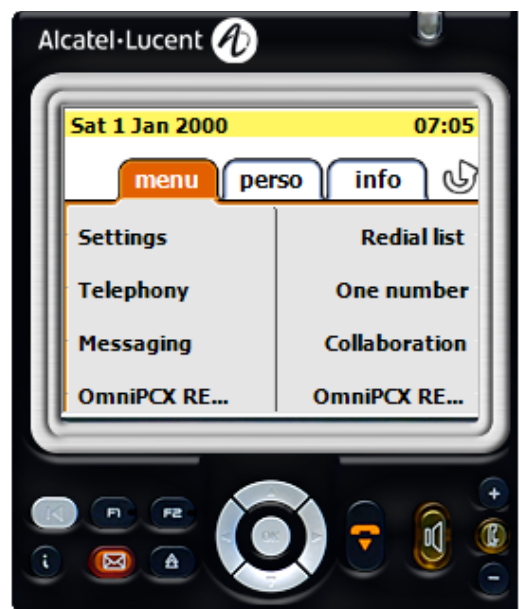 Alcatel·Lucent
Sat 1 Jan 2000 07:05
menu perso info
Settings Redial list
Telephony One number
Messaging Collaboration
OmniPCX RE... OmniPCX RE...
F1 F2 OK +
i -